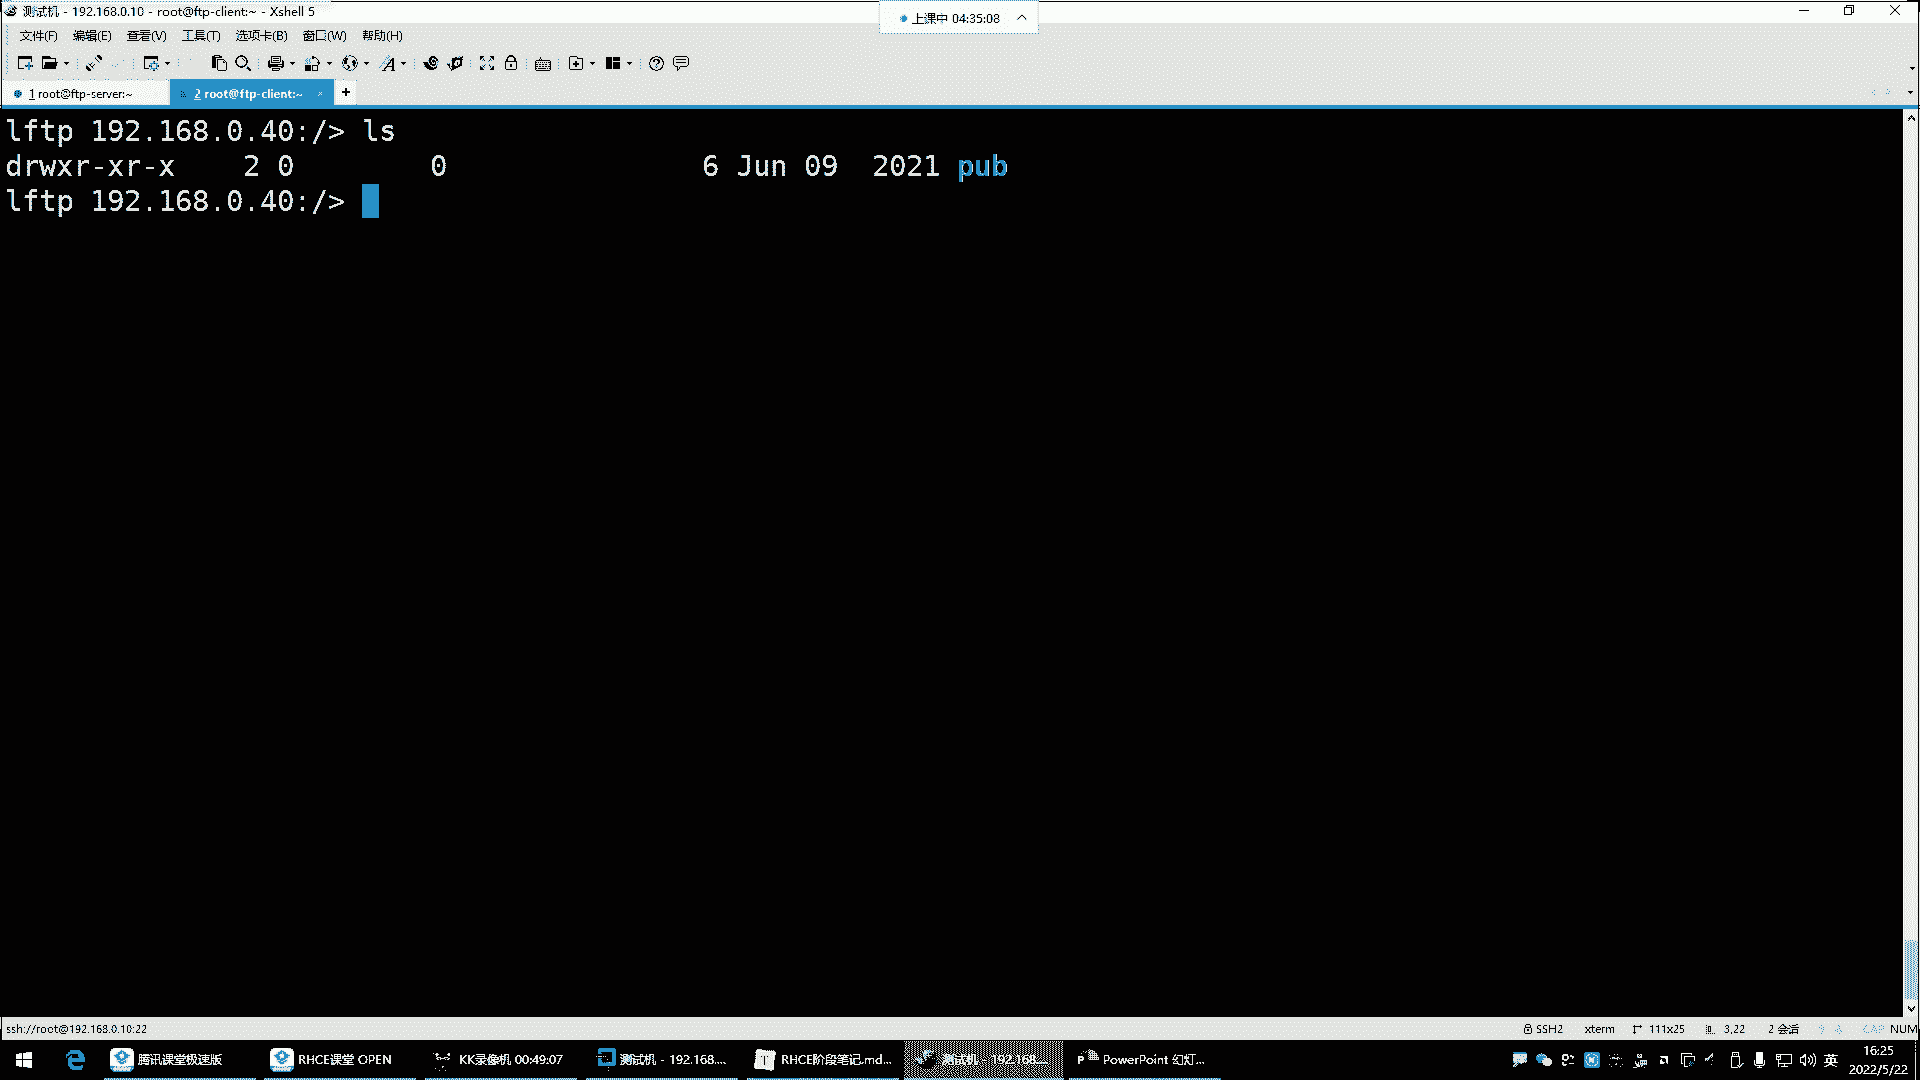 测试机 - 192.168.0.10 - root@ftp-client:~ - Xshell 5
上课中 04:35:08
文件(F) 编辑(E) 查看(V) 工具(T) 选项卡(B) 窗口(W) 帮助(H)
1 root@ftp-server:~ 2 root@ftp-client:~ × +
lftp 192.168.0.40:/> ls
drwxr-xr-x    2 0        0               6 Jun 09  2021 pub
lftp 192.168.0.40:/>
ssh://root@192.168.0.10:22 SSH2 xterm 111x25 3,22 2 会话 CAP NUM
腾讯课堂极速版 RHCE课堂 OPEN KK录像机 00:49:07 测试机 - 192.168.... RHCE阶段笔记.md... 测试机 - 192.168.... PowerPoint 幻灯... 英 16:25
2022/5/22